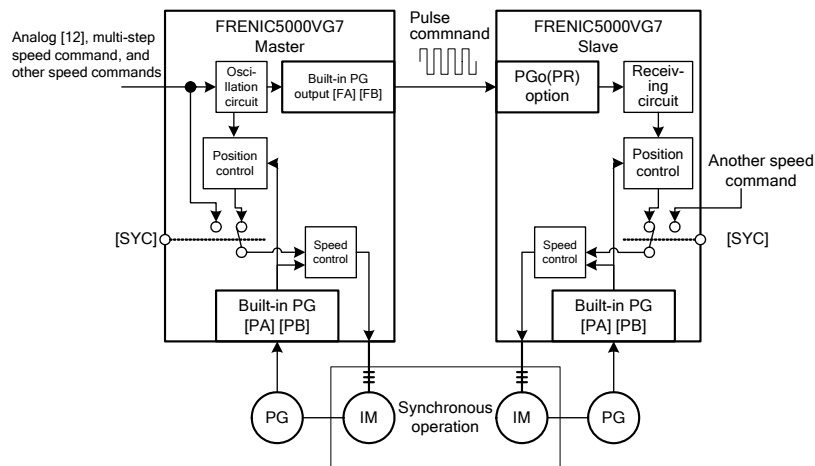 FRENIC5000VG7
Master
Analog [12], multi-step
speed command, and
other speed commands
Osci-
llation
circuit
Built-in PG
output [FA] [FB]
Position
control
[SYC]
Speed
control
Built-in PG
[PA] [PB]
PG
IM
Pulse
commnand
FRENIC5000VG7
Slave
PGo(PR)
option
Receiv-
ing
circuit
Position
control
Another speed
command
[SYC]
Speed
control
Built-in PG
[PA] [PB]
Synchronous
operation
IM
PG